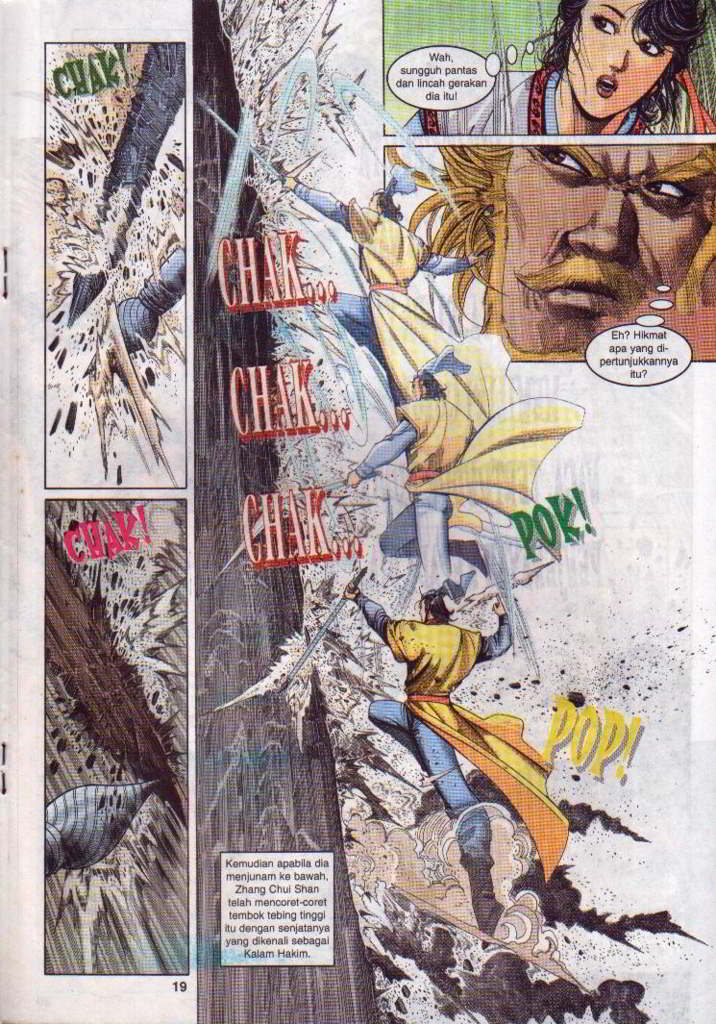 CHAK!
Wah,
sungguh pantas
dan lincah gerakan
dia itu!
Eh? Hikmat
apa yang di-
pertunjukkannya
itu?
CHAK...
CHAK...
CHAK...
POK!
CHAK!
POP!
Kemudian apabila dia
menjunam ke bawah,
Zhang Chui Shan
telah mencoret-coret
tembok tebing tinggi
itu dengan senjatanya
yang dikenali sebagai
Kalam Hakim.
19